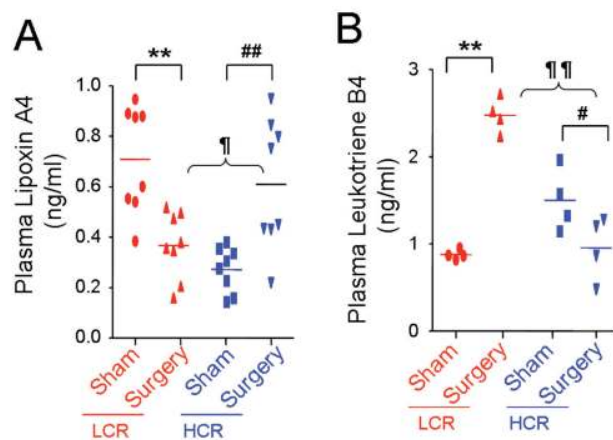 A
Plasma Lipoxin A4
(ng/ml)
1.0
0.8
0.6
0.4
0.2
0.0
**
##
¶
Sham
Surgery
Sham
Surgery
LCR
HCR
B
Plasma Leukotriene B4
(ng/ml)
3
2
1
0
**
¶¶
#
Sham
Surgery
Sham
Surgery
LCR
HCR